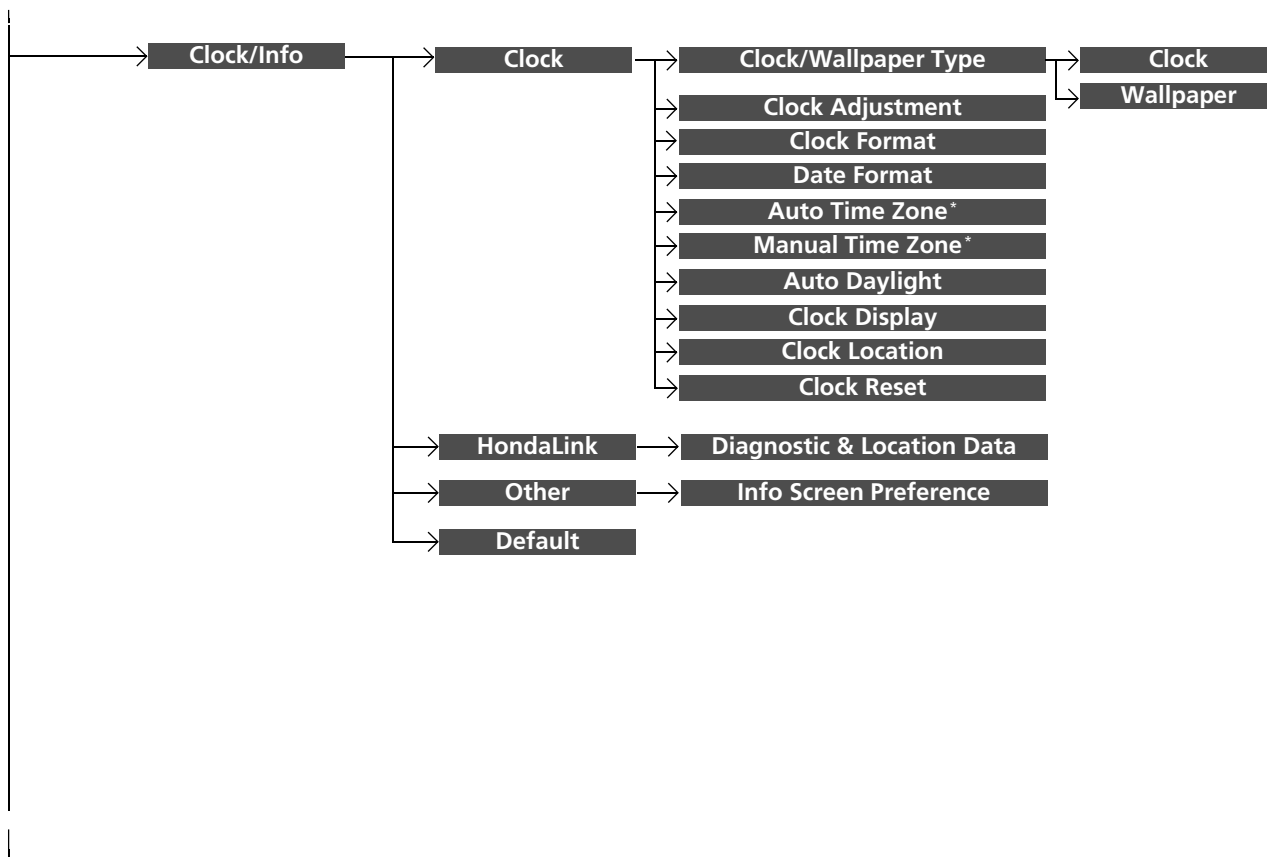 Clock/Info
Clock
Clock/Wallpaper Type
Clock
Wallpaper
Clock Adjustment
Clock Format
Date Format
Auto Time Zone*
Manual Time Zone*
Auto Daylight
Clock Display
Clock Location
Clock Reset
HondaLink
Diagnostic & Location Data
Other
Info Screen Preference
Default